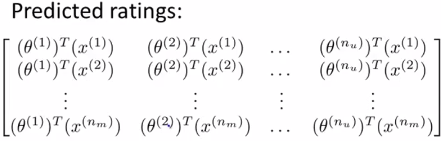 Predicted ratings:
(θ⁽¹⁾)ᵀ(x⁽¹⁾) (θ⁽²⁾)ᵀ(x⁽¹⁾) … (θ⁽ⁿᵘ⁾)ᵀ(x⁽¹⁾)
(θ⁽¹⁾)ᵀ(x⁽²⁾) (θ⁽²⁾)ᵀ(x⁽²⁾) … (θ⁽ⁿᵘ⁾)ᵀ(x⁽²⁾)
⋮ ⋮ ⋮ ⋮
(θ⁽¹⁾)ᵀ(x⁽ⁿᵐ⁾) (θ⁽²⁾)ᵀ(x⁽ⁿᵐ⁾) … (θ⁽ⁿᵘ⁾)ᵀ(x⁽ⁿᵐ⁾)